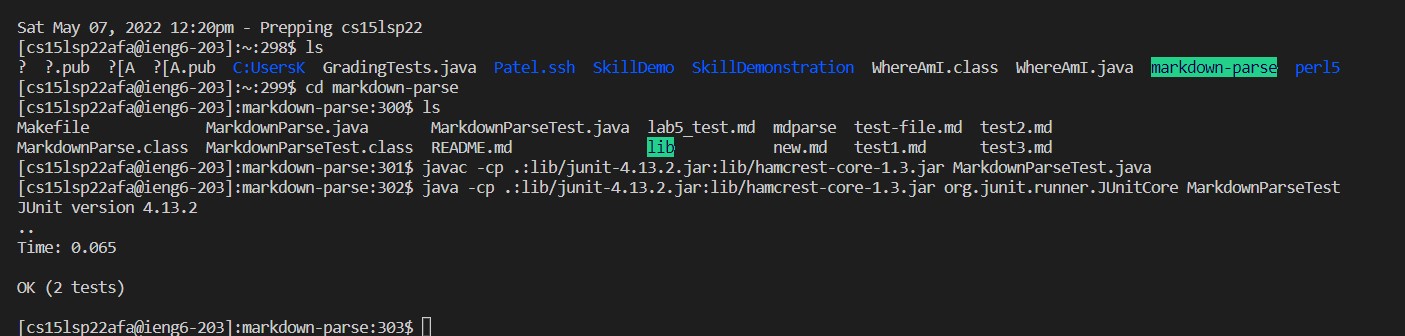 Sat May 07, 2022 12:20pm - Prepping cs15lsp22
[cs15lsp22afa@ieng6-203]:~:298$ ls
?  ?.pub  ?[A  ?[A.pub  C:UsersK  GradingTests.java  Patel.ssh  SkillDemo  SkillDemonstration  WhereAmI.class  WhereAmI.java  markdown-parse  perl5
[cs15lsp22afa@ieng6-203]:~:299$ cd markdown-parse
[cs15lsp22afa@ieng6-203]:markdown-parse:300$ ls
Makefile             MarkdownParse.java       MarkdownParseTest.java  lab5_test.md  mdparse  test-file.md  test2.md
MarkdownParse.class  MarkdownParseTest.class  README.md               lib           new.md   test1.md      test3.md
[cs15lsp22afa@ieng6-203]:markdown-parse:301$ javac -cp .:lib/junit-4.13.2.jar:lib/hamcrest-core-1.3.jar MarkdownParseTest.java
[cs15lsp22afa@ieng6-203]:markdown-parse:302$ java -cp .:lib/junit-4.13.2.jar:lib/hamcrest-core-1.3.jar org.junit.runner.JUnitCore MarkdownParseTest
JUnit version 4.13.2
..
Time: 0.065
OK (2 tests)
[cs15lsp22afa@ieng6-203]:markdown-parse:303$